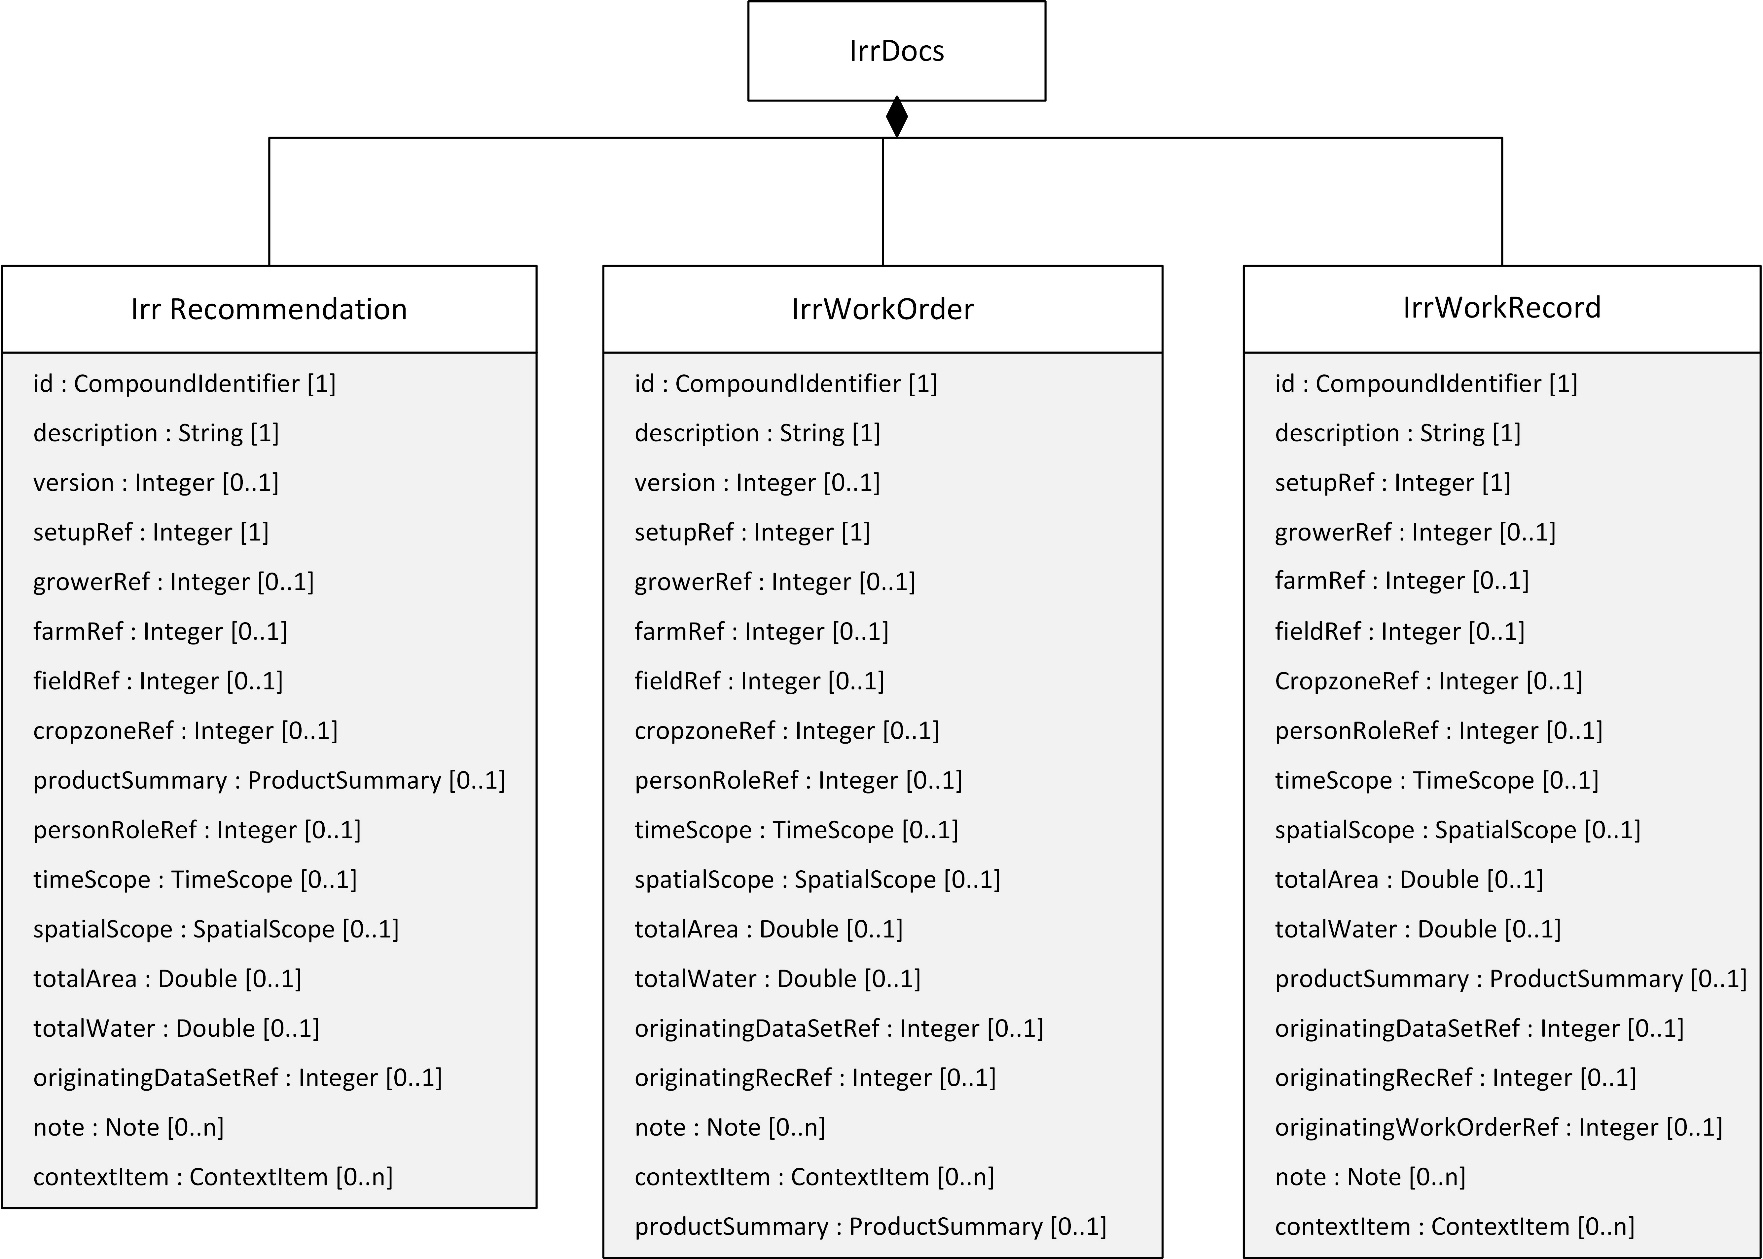 IrrDocs
Irr Recommendation
id : CompoundIdentifier [1]
description : String [1]
version : Integer [0..1]
setupRef : Integer [1]
growerRef : Integer [0..1]
farmRef : Integer [0..1]
fieldRef : Integer [0..1]
cropzoneRef : Integer [0..1]
productSummary : ProductSummary [0..1]
personRoleRef : Integer [0..1]
timeScope : TimeScope [0..1]
spatialScope : SpatialScope [0..1]
totalArea : Double [0..1]
totalWater : Double [0..1]
originatingDataSetRef : Integer [0..1]
note : Note [0..n]
contextItem : ContextItem [0..n]
IrrWorkOrder
id : CompoundIdentifier [1]
description : String [1]
version : Integer [0..1]
setupRef : Integer [1]
growerRef : Integer [0..1]
farmRef : Integer [0..1]
fieldRef : Integer [0..1]
cropzoneRef : Integer [0..1]
personRoleRef : Integer [0..1]
timeScope : TimeScope [0..1]
spatialScope : SpatialScope [0..1]
totalArea : Double [0..1]
totalWater : Double [0..1]
originatingDataSetRef : Integer [0..1]
originatingRecRef : Integer [0..1]
note : Note [0..n]
contextItem : ContextItem [0..n]
productSummary : ProductSummary [0..1]
IrrWorkRecord
id : CompoundIdentifier [1]
description : String [1]
setupRef : Integer [1]
growerRef : Integer [0..1]
farmRef : Integer [0..1]
fieldRef : Integer [0..1]
CropzoneRef : Integer [0..1]
personRoleRef : Integer [0..1]
timeScope : TimeScope [0..1]
spatialScope : SpatialScope [0..1]
totalArea : Double [0..1]
totalWater : Double [0..1]
productSummary : ProductSummary [0..1]
originatingDataSetRef : Integer [0..1]
originatingRecRef : Integer [0..1]
originatingWorkOrderRef : Integer [0..1]
note : Note [0..n]
contextItem : ContextItem [0..n]